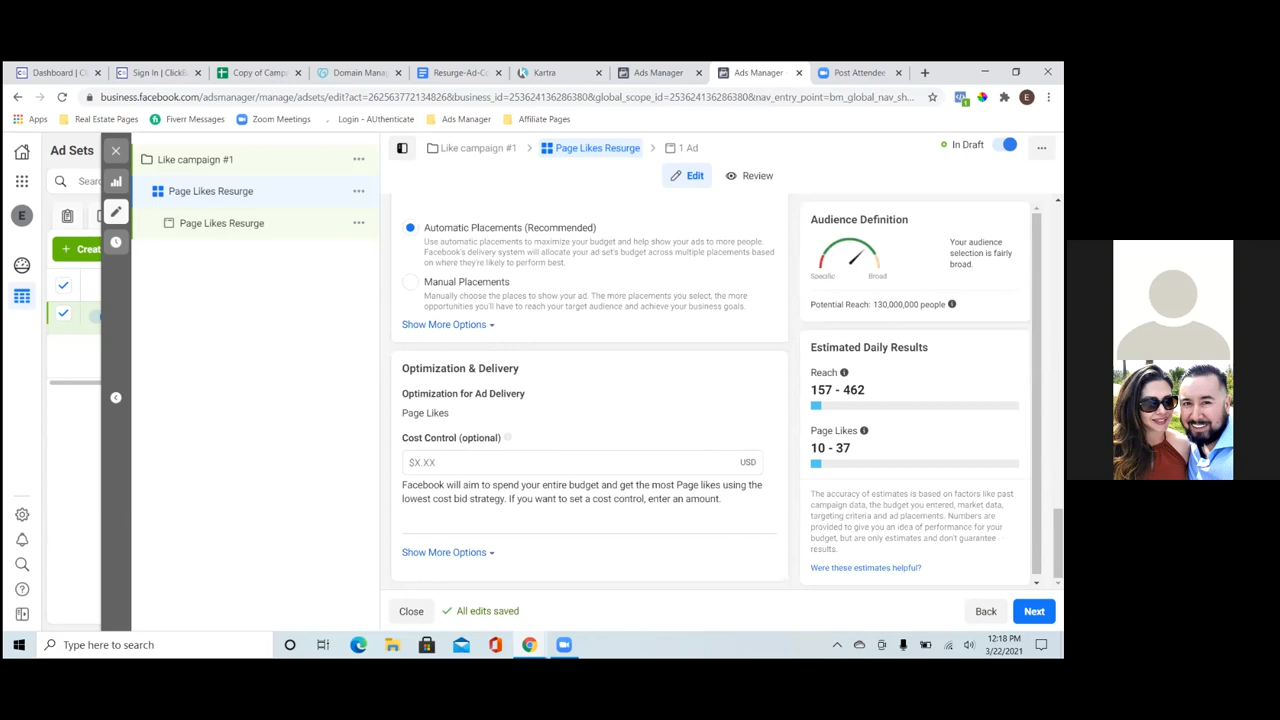 Dashboard | Cl
Sign In | ClickB
Copy of Camp
Domain Mana
Resurge-Ad-Co
Kartra
Ads Manager
Ads Manager
Post Attendee
business.facebook.com/adsmanager/manage/adsets/edit?act=262563772134826&business_id=253624136286380&global_scope_id=253624136286380&nav_entry_point=bm_global_nav_sh...
E
Apps
Real Estate Pages
Fiverr Messages
Zoom Meetings
Login - AUthenticate
Ads Manager
Affiliate Pages
Ad Sets
Sear
E
+ Creat
Like campaign #1
Page Likes Resurge
Page Likes Resurge
Like campaign #1
Page Likes Resurge
1 Ad
In Draft
Edit
Review
Automatic Placements (Recommended)
Use automatic placements to maximize your budget and help show your ads to more people.
Facebook's delivery system will allocate your ad set's budget across multiple placements based
on where they're likely to perform best.
Manual Placements
Manually choose the places to show your ad. The more placements you select, the more
opportunities you'll have to reach your target audience and achieve your business goals.
Show More Options
Optimization & Delivery
Optimization for Ad Delivery
Page Likes
Cost Control (optional)
$X.XX
USD
Facebook will aim to spend your entire budget and get the most Page likes using the
lowest cost bid strategy. If you want to set a cost control, enter an amount.
Show More Options
Audience Definition
Specific
Broad
Your audience
selection is fairly
broad.
Potential Reach: 130,000,000 people
Estimated Daily Results
Reach
157 - 462
Page Likes
10 - 37
The accuracy of estimates is based on factors like past
campaign data, the budget you entered, market data,
targeting criteria and ad placements. Numbers are
provided to give you an idea of performance for your
budget, but are only estimates and don't guarantee
results.
Were these estimates helpful?
Close
All edits saved
Back
Next
Type here to search
12:18 PM
3/22/2021